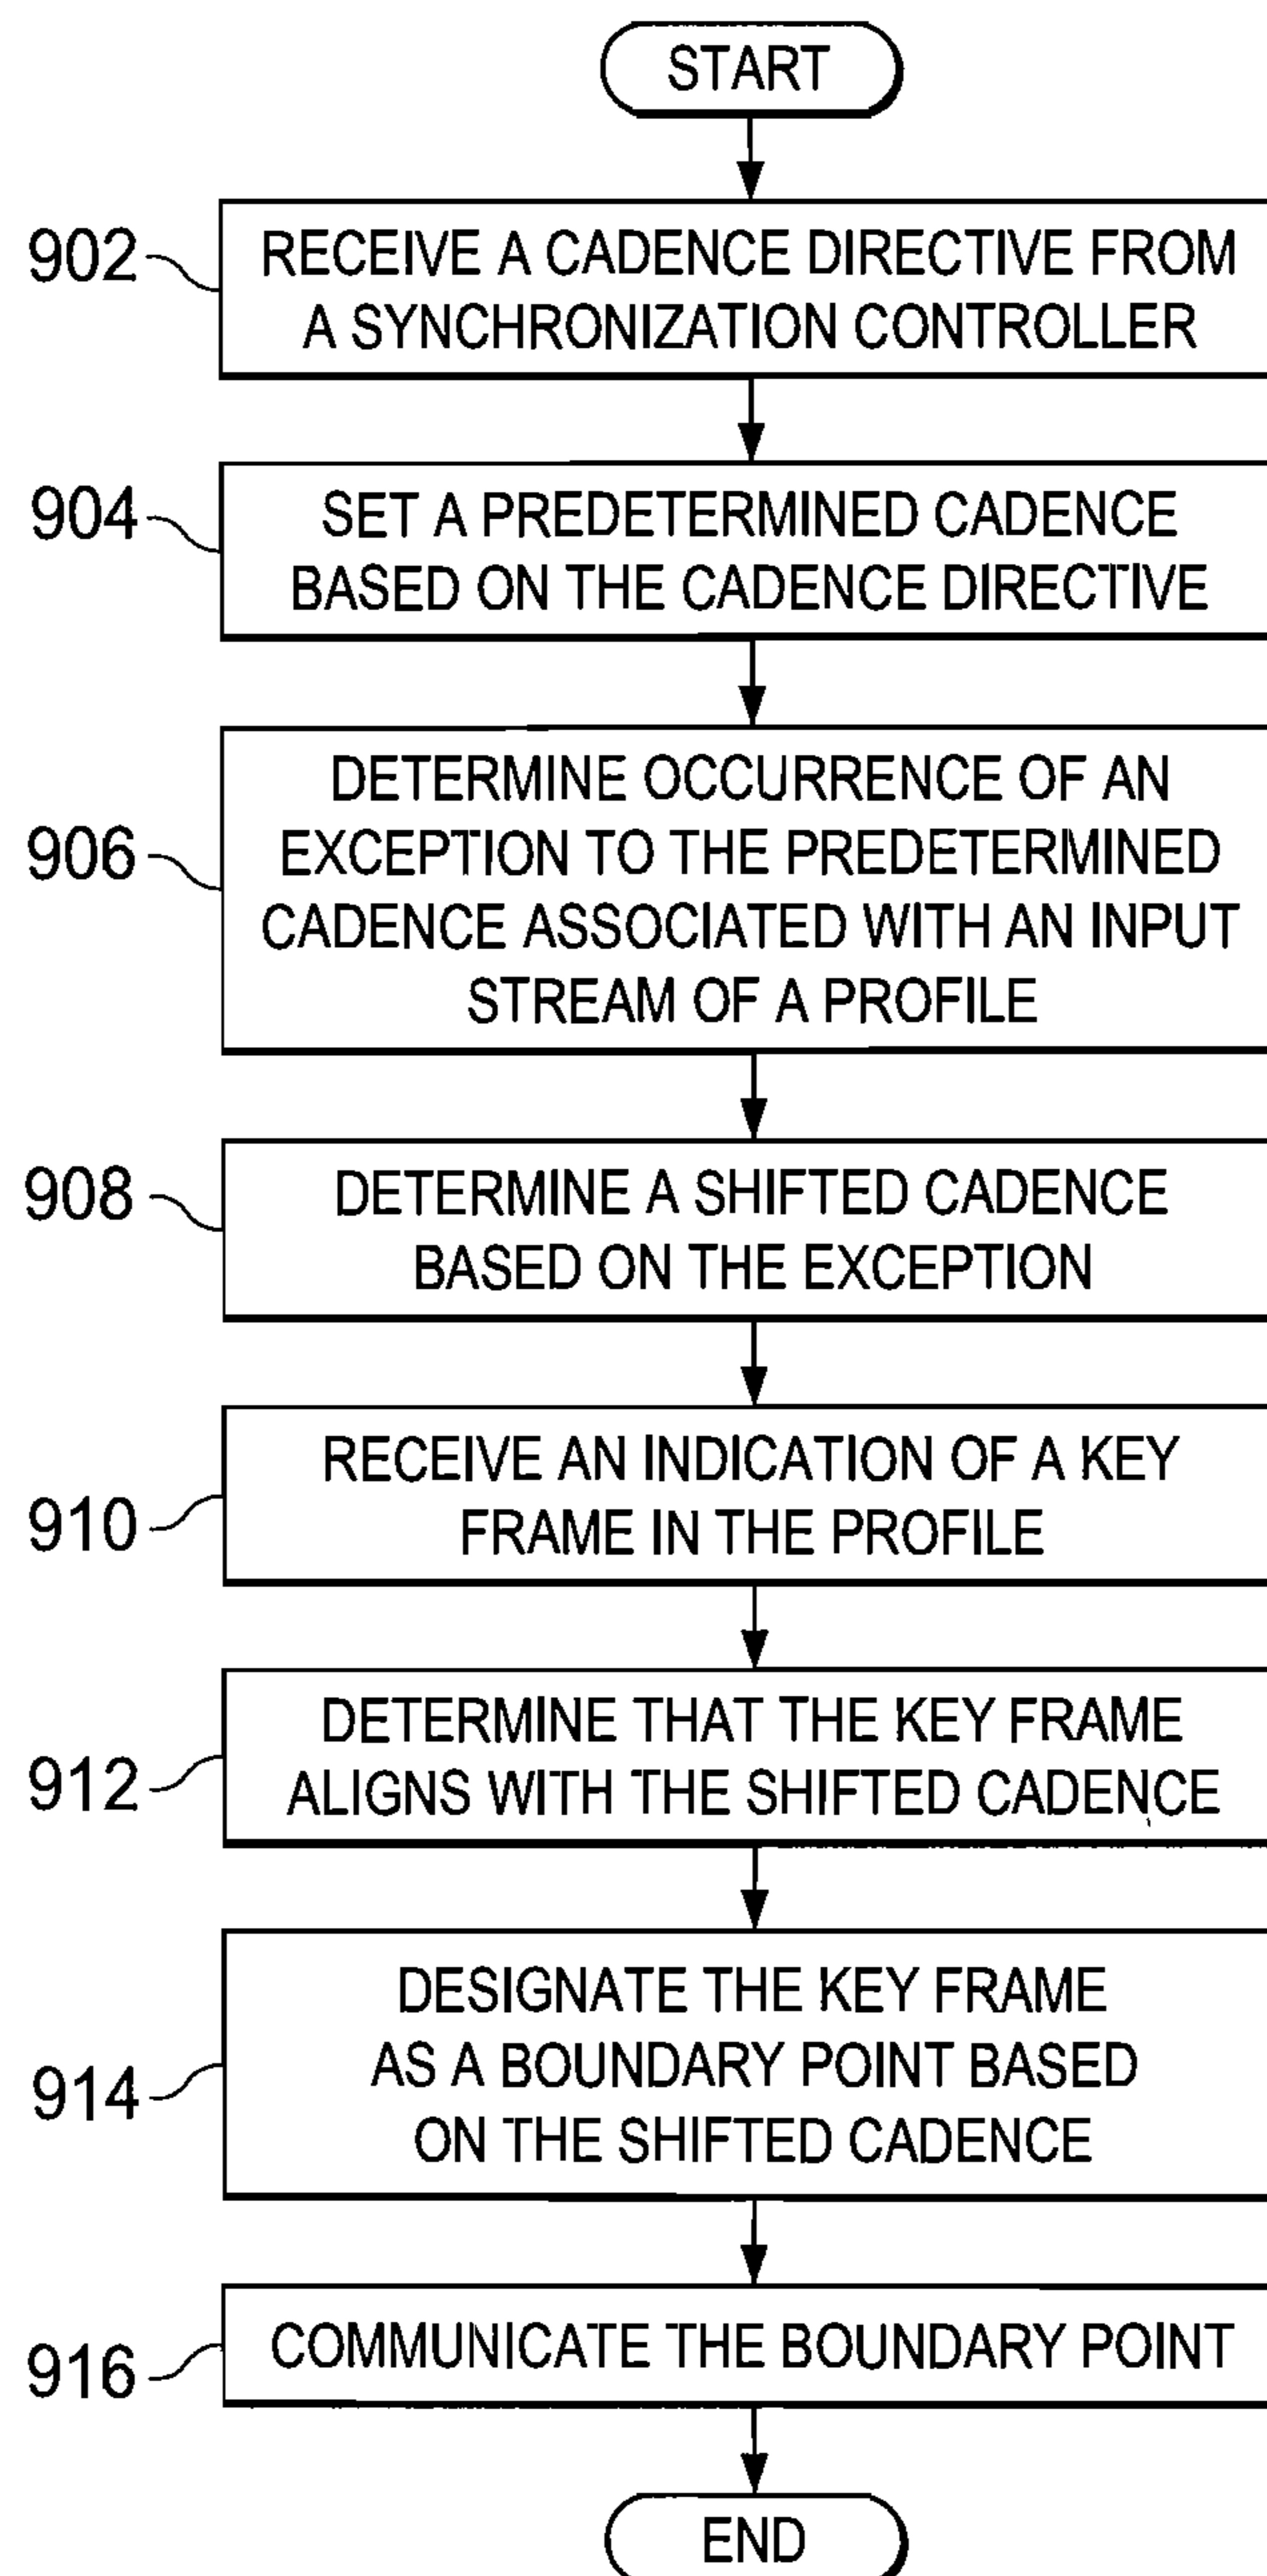 START
902
RECEIVE A CADENCE DIRECTIVE FROM
A SYNCHRONIZATION CONTROLLER
904
SET A PREDETERMINED CADENCE
BASED ON THE CADENCE DIRECTIVE
906
DETERMINE OCCURRENCE OF AN
EXCEPTION TO THE PREDETERMINED
CADENCE ASSOCIATED WITH AN INPUT
STREAM OF A PROFILE
908
DETERMINE A SHIFTED CADENCE
BASED ON THE EXCEPTION
910
RECEIVE AN INDICATION OF A KEY
FRAME IN THE PROFILE
912
DETERMINE THAT THE KEY FRAME
ALIGNS WITH THE SHIFTED CADENCE
914
DESIGNATE THE KEY FRAME
AS A BOUNDARY POINT BASED
ON THE SHIFTED CADENCE
916
COMMUNICATE THE BOUNDARY POINT
END